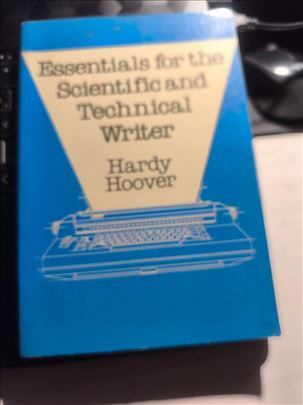 Essentials for the
Scientific and
Technical
Writer
Hardy
Hoover